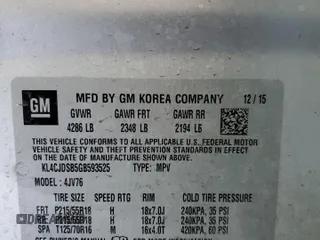 GM
MFD BY GM KOREA COMPANY 12/15
GVWR GAWR FRT GAWR RR
4286 LB 2348 LB 2194 LB
THIS VEHICLE CONFORMS TO ALL APPLICABLE U.S. FEDERAL
MOTOR VEHICLE SAFETY, BUMPER, AND THEFT PREVENTION
STANDARDS IN EFFECT ON THE DATE OF MANUFACTURE SHOWN ABOVE.
KL4CJDSB5GB593525 TYPE: MPV
MODEL: 4JV76
TIRE SIZE SPEED RTG RIM COLD TIRE PRESSURE
FRT P215/55R18 H 18x7.0J 240KPA, 35 PSI
RR P215/55R18 H 18x7.0J 240KPA, 35 PSI
SPA T125/70R16 M 16x4.0T 420KPA, 60 PSI
SEE OWNER'S MANUAL